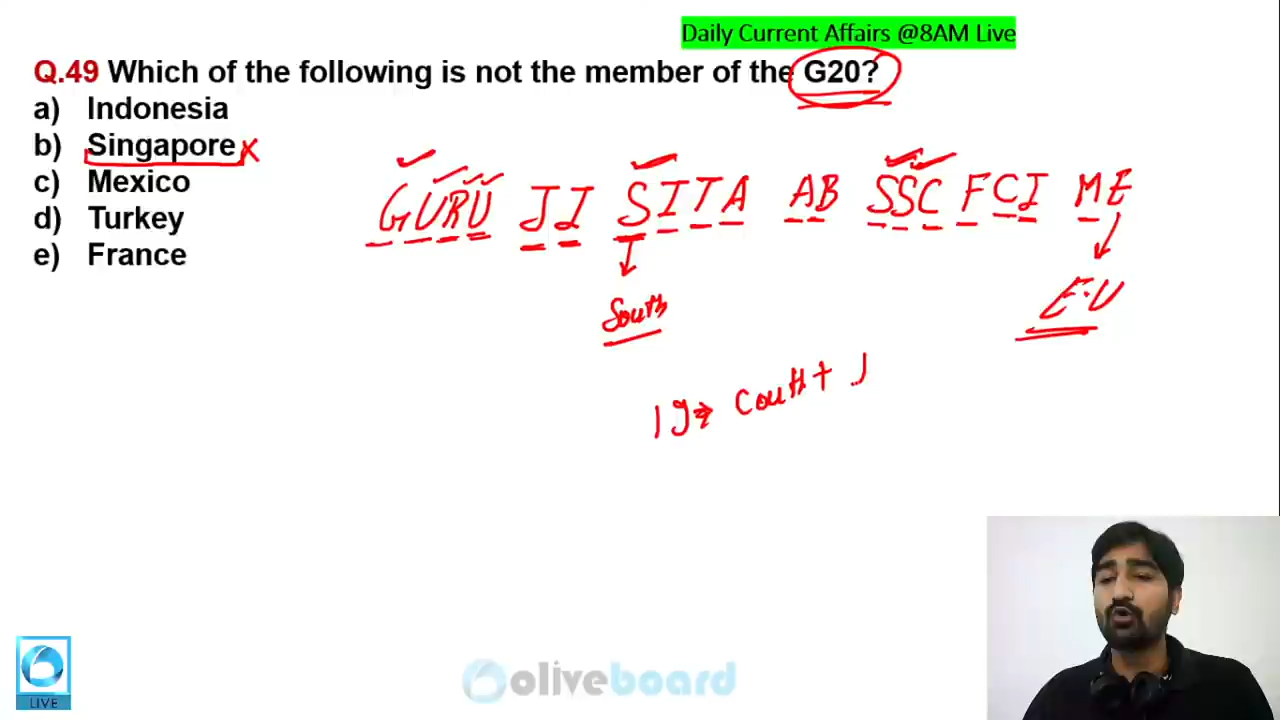 Daily Current Affairs @8AM Live
Q.49 Which of the following is not the member of the G20?
a) Indonesia
b) Singapore x
c) Mexico
d) Turkey
e) France
GURU JI SITA AB SSC FCI ME
South
E.U
19→ Couth + J
LIVE
oliveboard